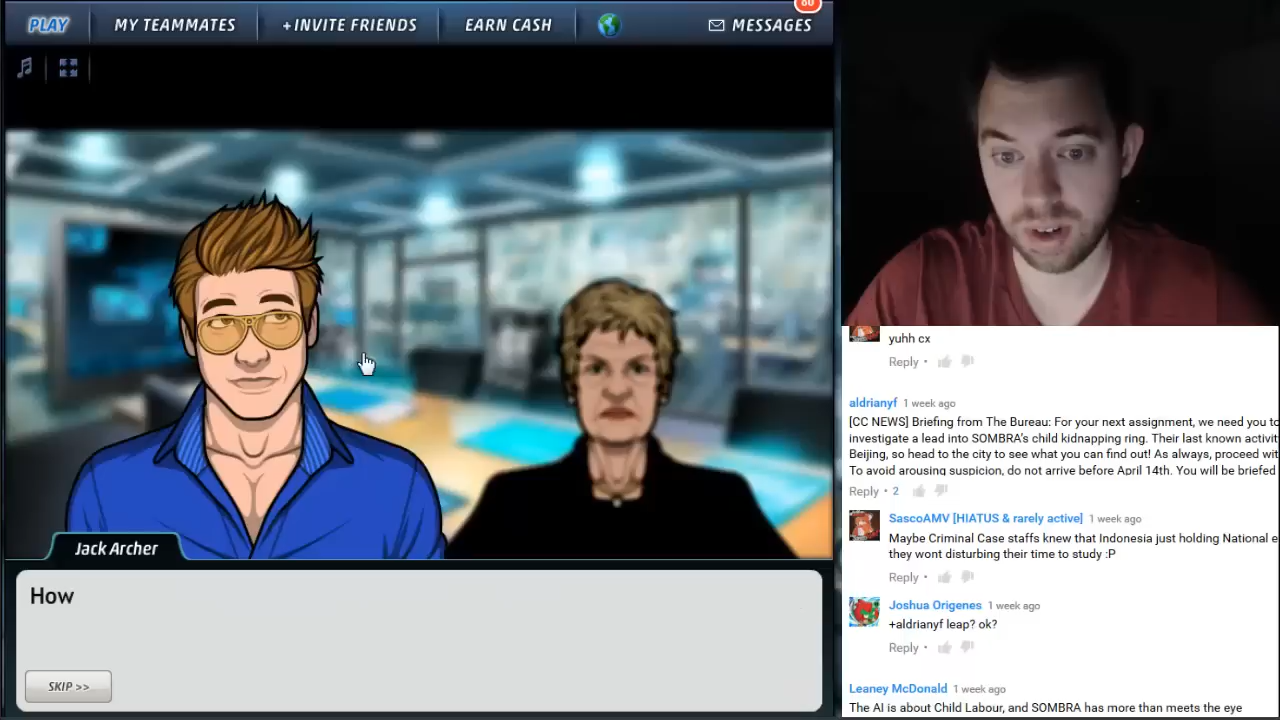 PLAY
MY TEAMMATES
+INVITE FRIENDS
EARN CASH
MESSAGES
60
Jack Archer
How
SKIP >>
yuhh cx
Reply •
aldrianyf 1 week ago
[CC NEWS] Briefing from The Bureau: For your next assignment, we need you to
investigate a lead into SOMBRA's child kidnapping ring. Their last known activit
Beijing, so head to the city to see what you can find out! As always, proceed wit
To avoid arousing suspicion, do not arrive before April 14th. You will be briefed
Reply • 2
SascoAMV [HIATUS & rarely active] 1 week ago
Maybe Criminal Case staffs knew that Indonesia just holding National e
they wont disturbing their time to study :P
Reply •
Joshua Origenes 1 week ago
+aldrianyf leap? ok?
Reply •
Leaney McDonald 1 week ago
The AI is about Child Labour, and SOMBRA has more than meets the eye